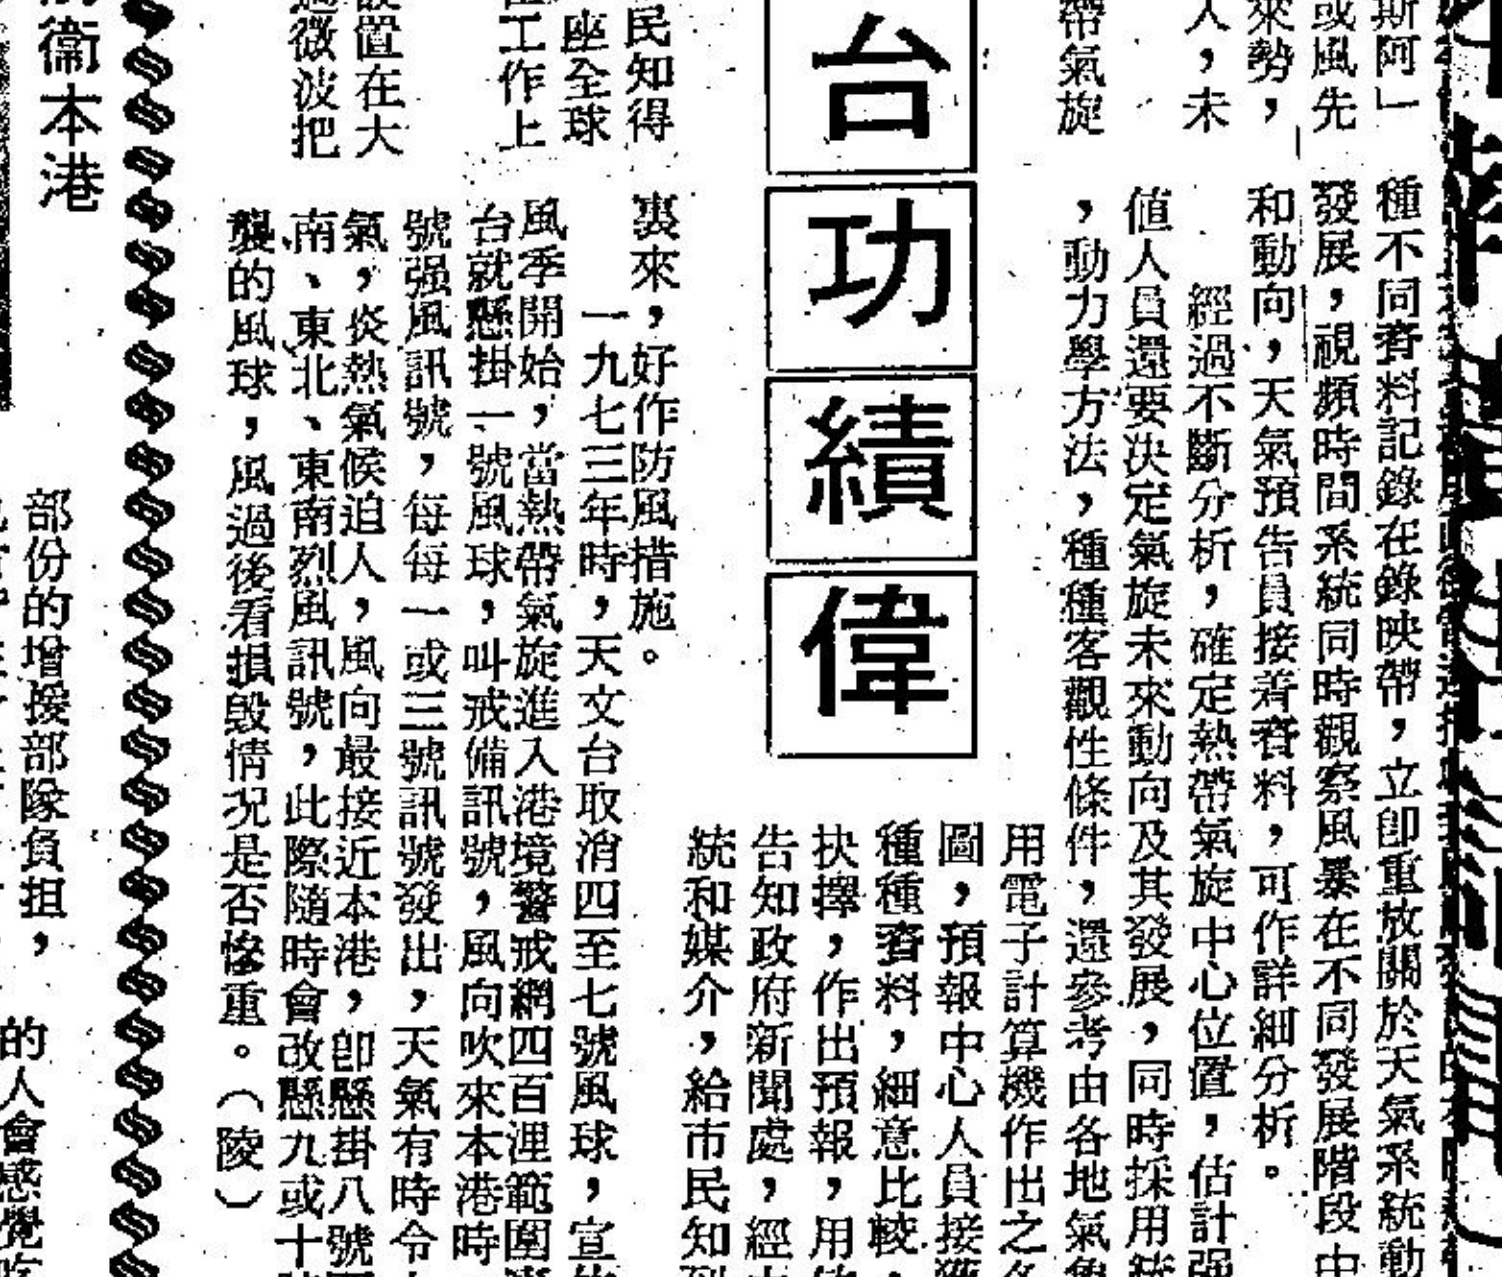 斯阿」
或風先
來勢，
人，未
帶氣旋
種不同資料記錄在錄映帶，立卽重放關於天氣系統動
發展，視頻時間系統同時觀察風暴在不同發展階段中
和動向，天氣預告員接着資料，可作詳細分析。
經過不斷分析，確定熱帶氣旋中心位置，估計强
値人員還要決定氣旋未來動向及其發展，同時採用統
，動力學方法，種種客觀性條件，還參考由各地氣象
台功績偉
用電子計算機作出之各
圖，預報中心人員接獲
種種資料，細意比較，
抉擇，作出預報，用
告知政府新聞處，經
統和媒介，給市民知
民知得
座全球
工作上
設置在大
過微波把
裏來，好作防風措施。
一九七三年時，天文台取消四至七號風球，宣
風季開始，當熱帶氣旋進入港境警戒網四百浬範圍
台就懸掛一號風球，叫戒備訊號，風向吹來本港時
號强風訊號，每每一或三號訊號發出，天氣有時令
氣，炎熱氣候迫人，風向最接近本港，卽懸掛八號
南、東北、東南烈風訊號，此際隨時會改懸九或十
襲的風球，風過後看損毀情况是否慘重。（陵）
衞本港
部份的增援部隊負担，
的人會感覺